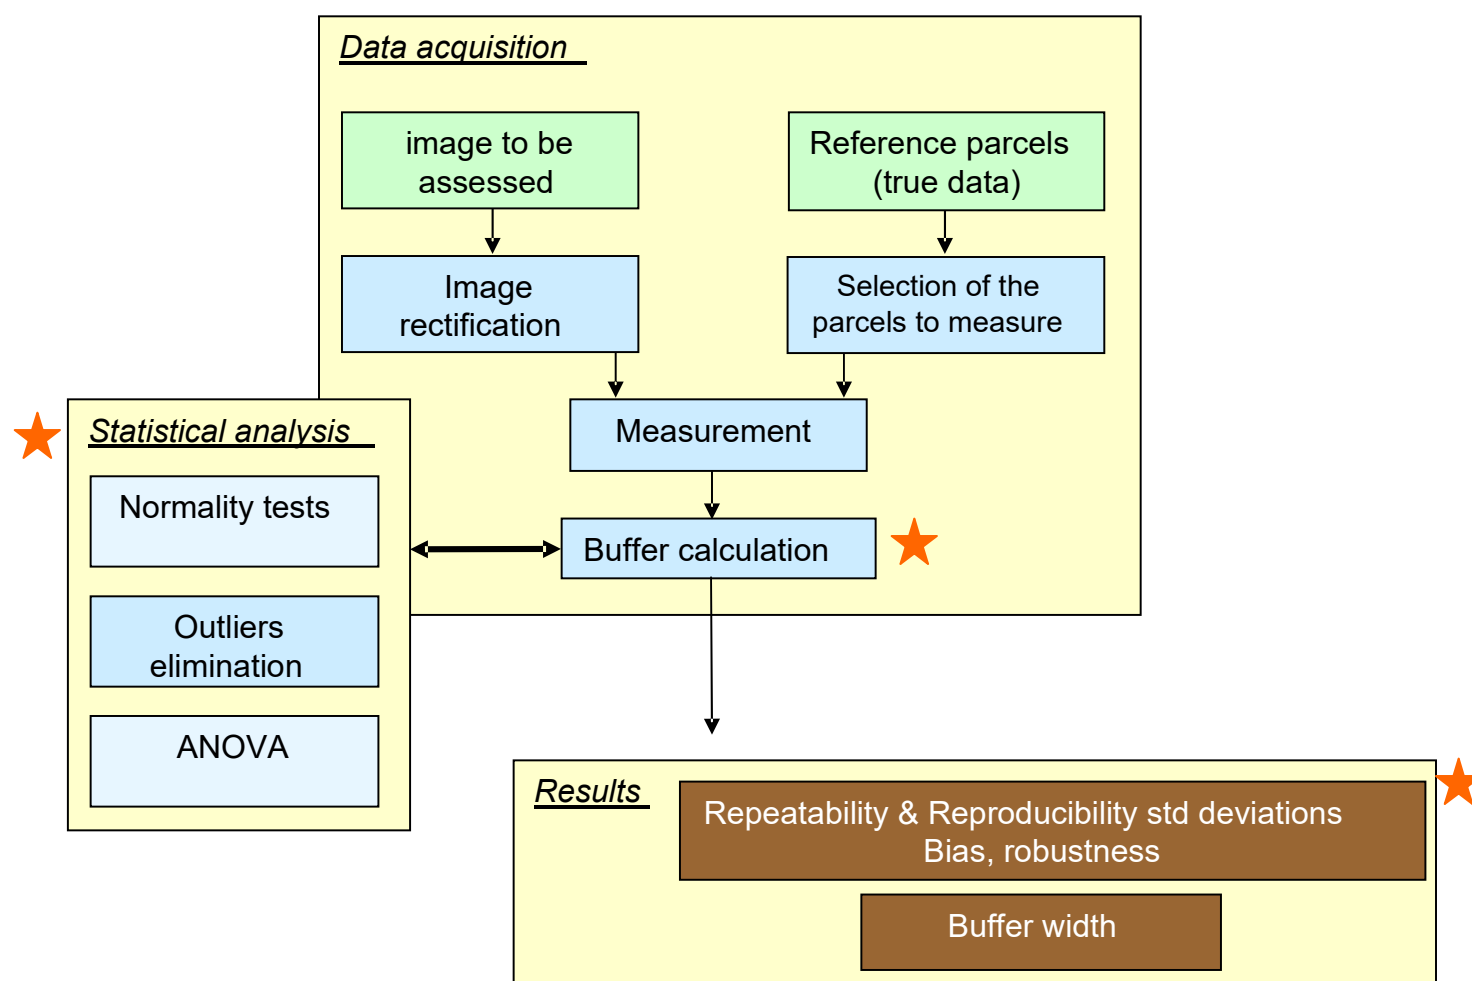 Data acquisition
image to be
assessed
Reference parcels
(true data)
Image
rectification
Selection of the
parcels to measure
Measurement
Buffer calculation
Statistical analysis
Normality tests
Outliers
elimination
ANOVA
Results
Repeatability & Reproducibility std deviations
Bias, robustness
Buffer width